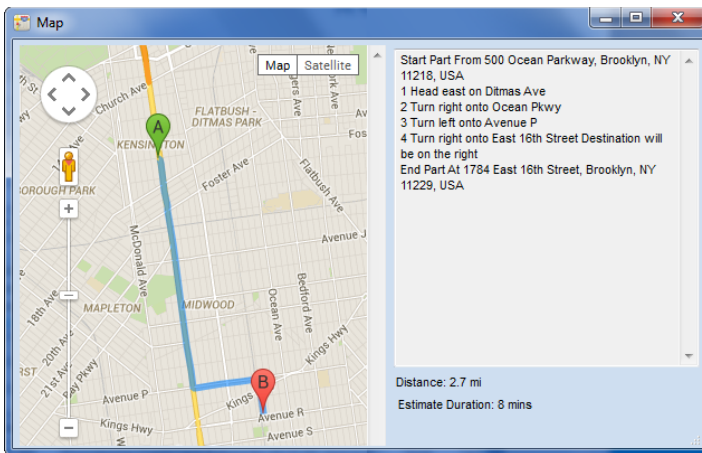 Map
Map Satellite
Church Ave
FLATBUSH -
DITMAS PARK
A
KENSINGTON
Foster Ave
Flatbush Ave
McDonald Ave
Avenue J
Bedford Ave
Ocean Ave
18th Ave
MAPLETON
MIDWOOD
20th Ave
21st Ave
Bay Pkwy
Kings Hwy
B
Avenue P
Kings
Avenue R
Kings Hwy
Avenue S
Start Part From 500 Ocean Parkway, Brooklyn, NY
11218, USA
1 Head east on Ditmas Ave
2 Turn right onto Ocean Pkwy
3 Turn left onto Avenue P
4 Turn right onto East 16th Street Destination will
be on the right
End Part At 1784 East 16th Street, Brooklyn, NY
11229, USA
Distance: 2.7 mi
Estimate Duration: 8 mins